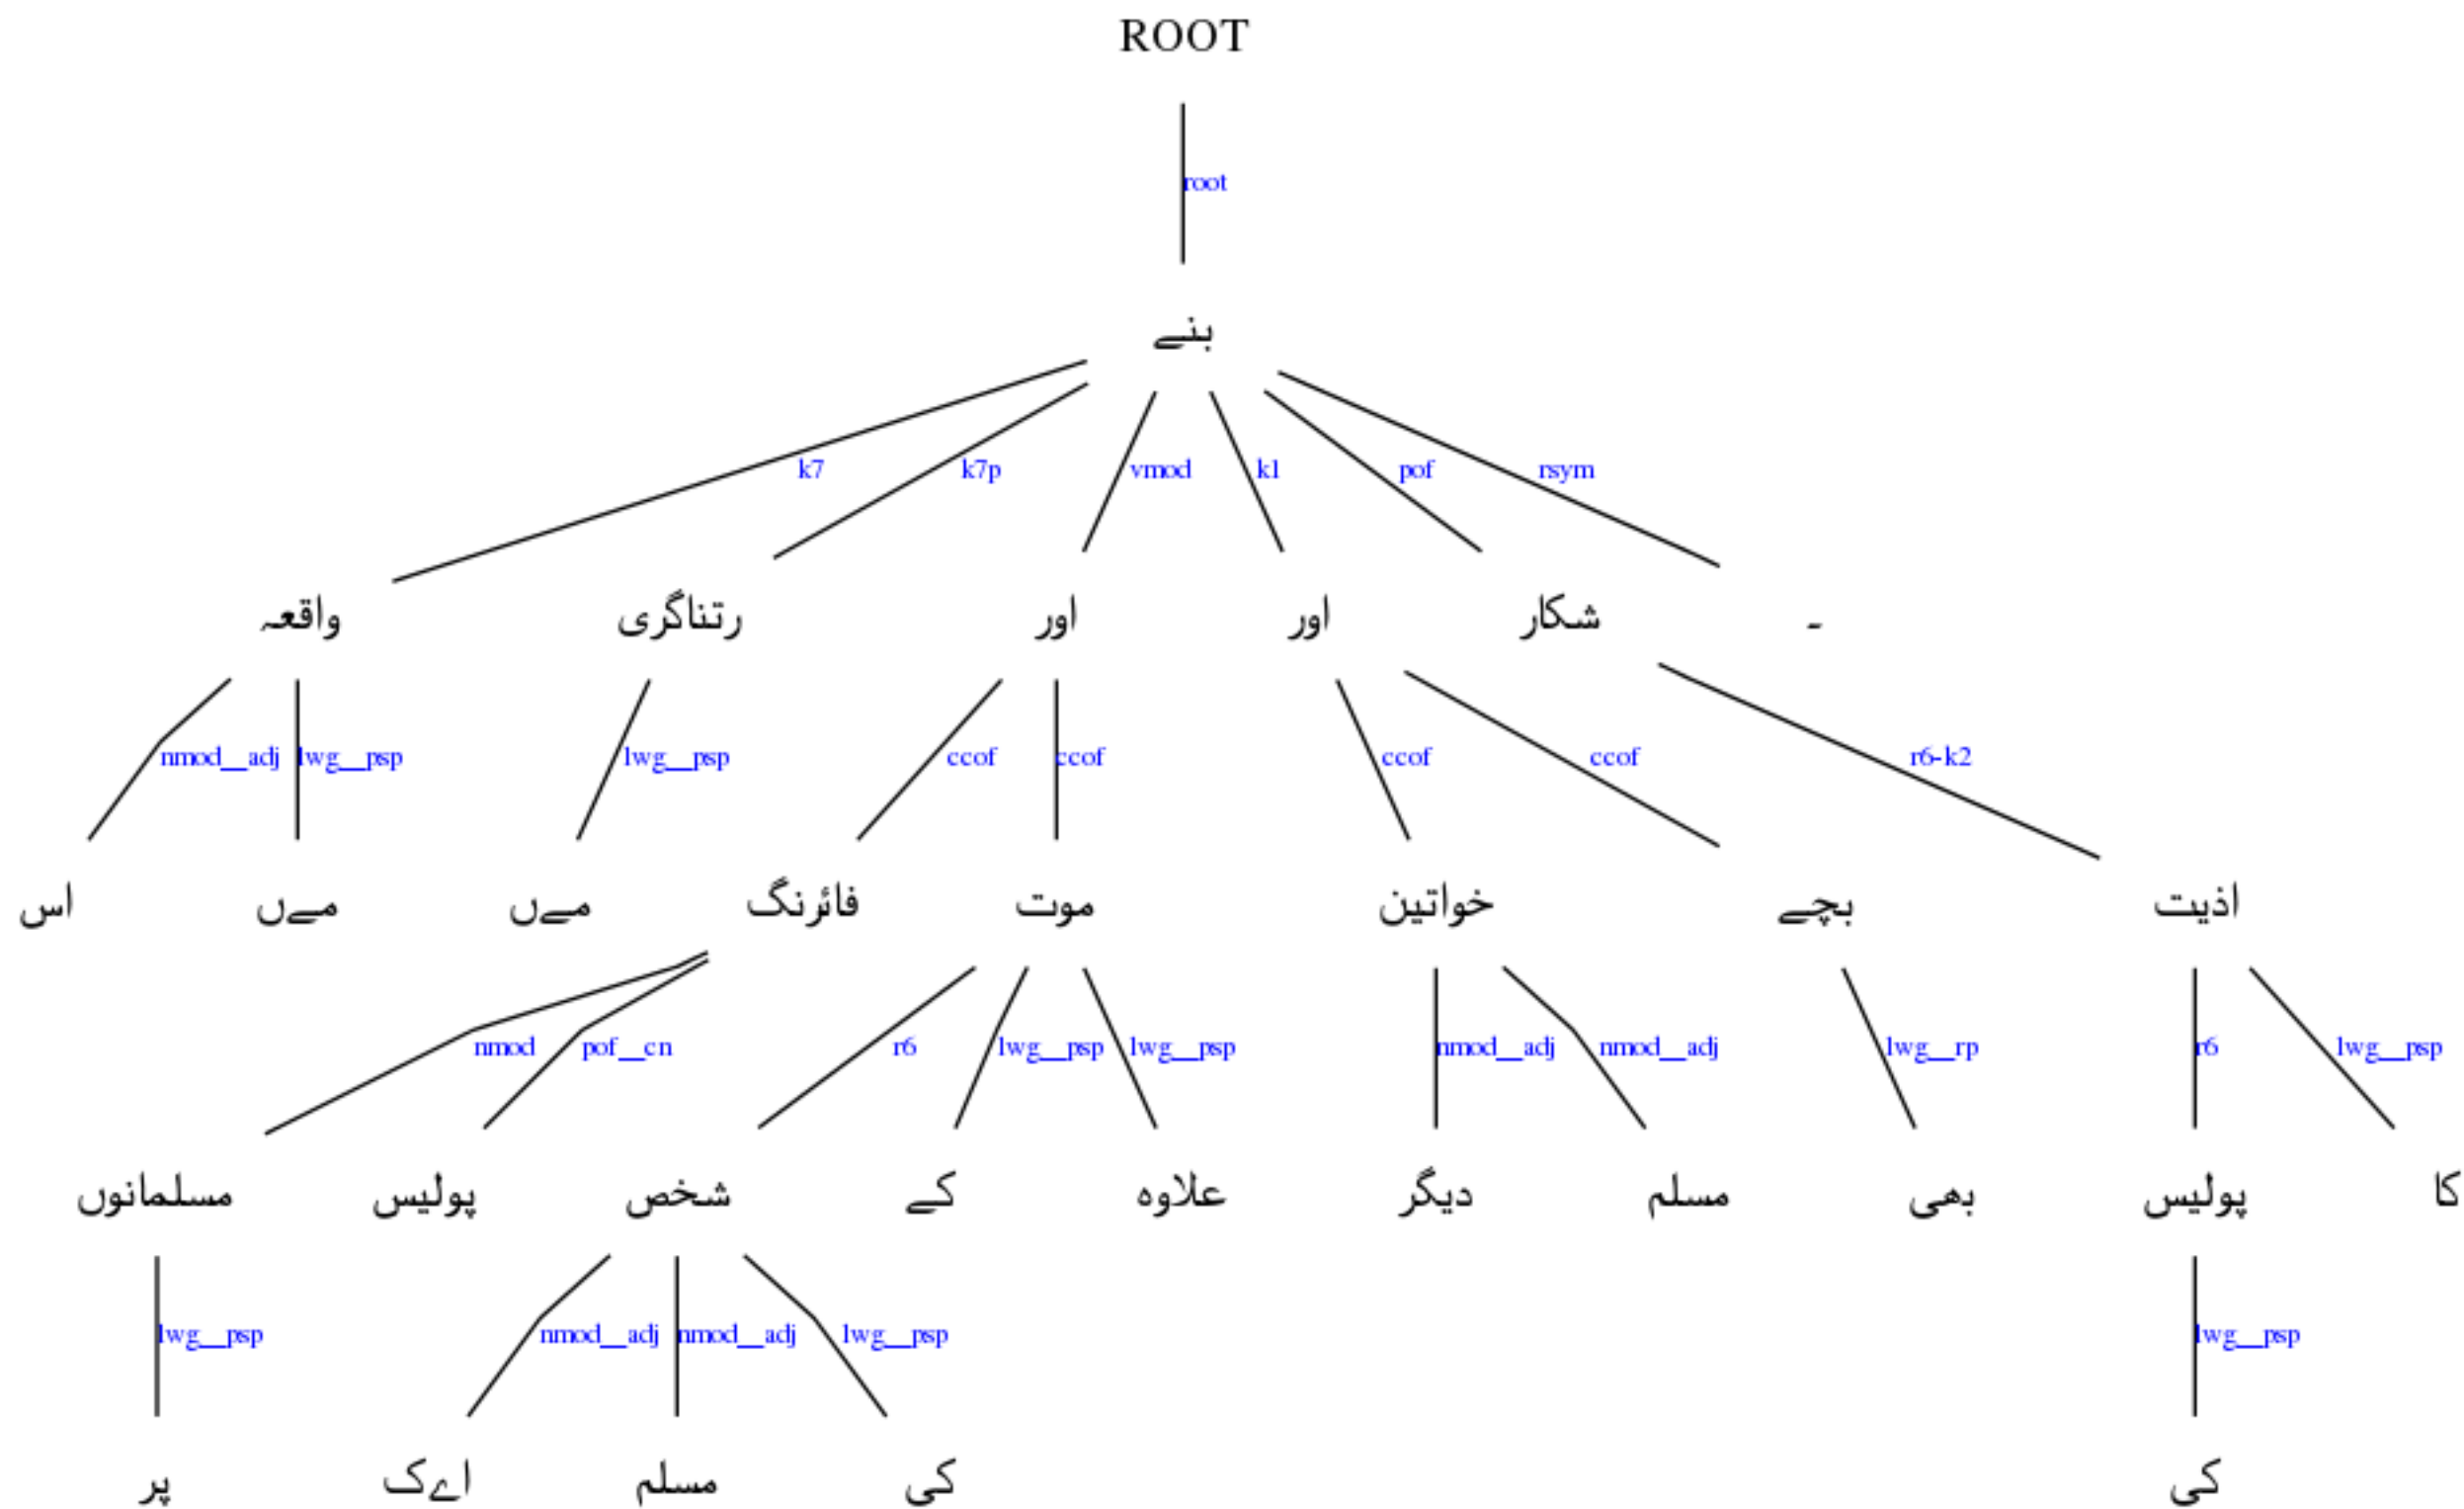 ROOT
root
بنے
k7 k7p vmod k1 pof rsym
واقعہ رتناگری اور اور شکار ۔
nmod__adj lwg__psp lwg__psp ccof ccof ccof ccof r6-k2
اس مےں مےں فائرنگ موت خواتین بچے اذیت
nmod pof__cn r6 lwg__psp lwg__psp nmod__adj nmod__adj lwg__rp r6 lwg__psp
مسلمانوں پولیس شخص کے علاوہ دیگر مسلم بھی پولیس کا
lwg__psp nmod__adj nmod__adj lwg__psp lwg__psp
پر اےک مسلم کی کی